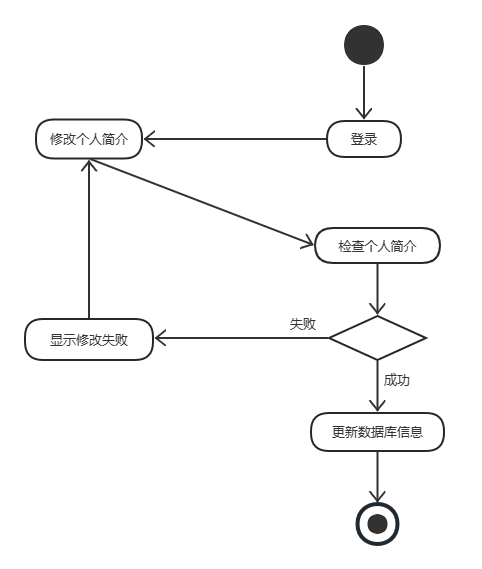 登录
修改个人简介
检查个人简介
失败
显示修改失败
成功
更新数据库信息